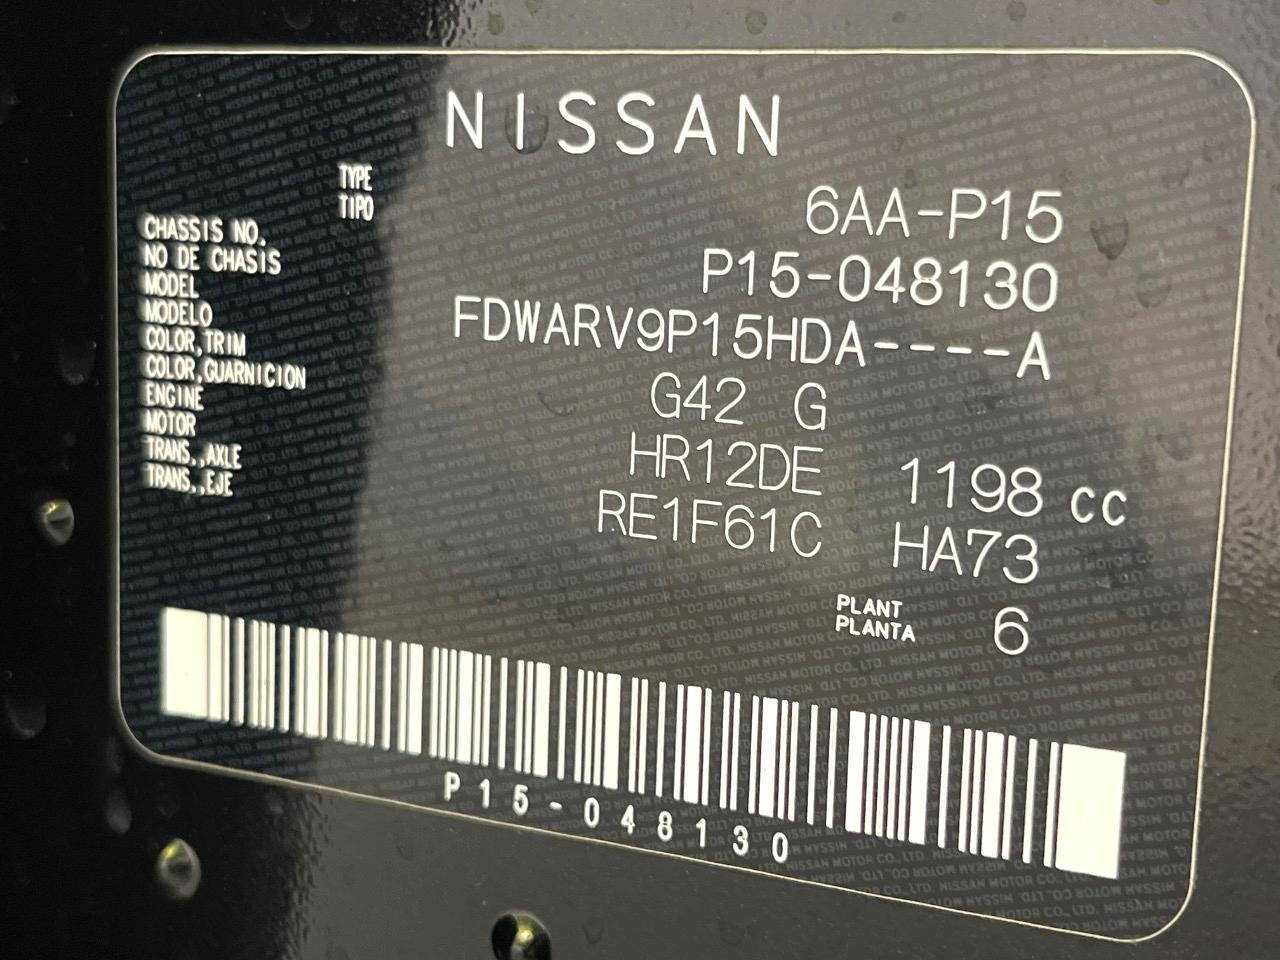 NISSAN
TYPE
TIPO
6AA-P15
CHASSIS NO.
NO DE CHASIS
P15-048130
MODEL
MODELO
FDWARV9P15HDA----A
COLOR,TRIM
COLOR,GUARNICION
G42 G
ENGINE
MOTOR
HR12DE 1198 CC
TRANS.,AXLE
TRANS.,EJE
RE1F61C HA73
PLANT
PLANTA
6
P15-048130